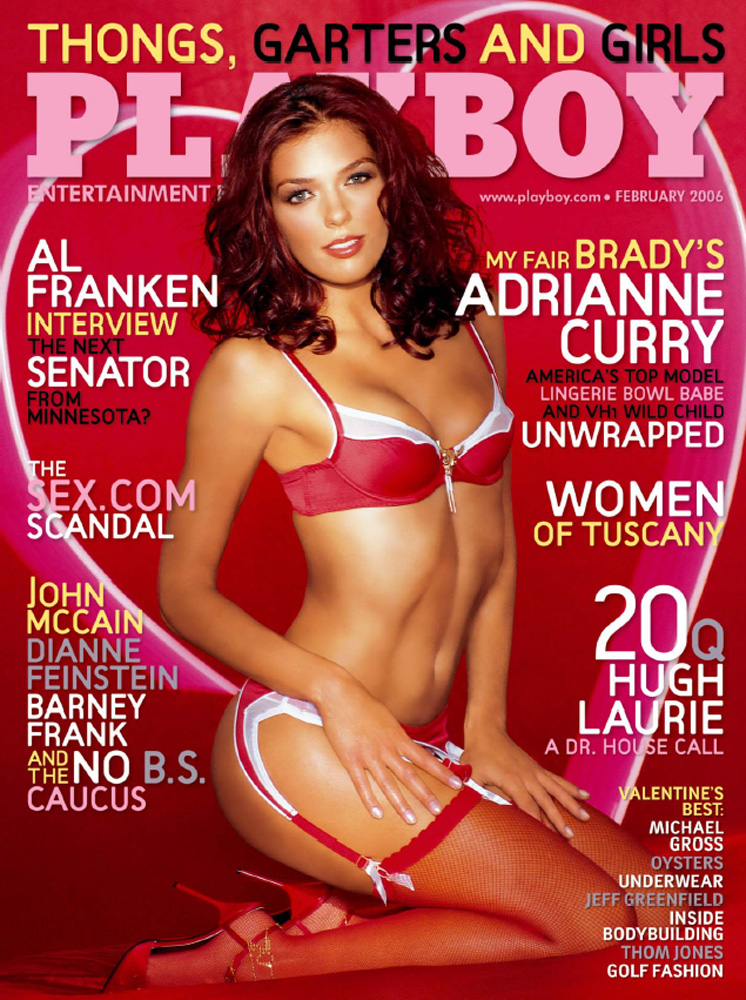 THONGS, GARTERS AND GIRLS
PLAYBOY
ENTERTAINMENT
www.playboy.com • FEBRUARY 2006
AL
FRANKEN
INTERVIEW
THE NEXT
SENATOR
FROM
MINNESOTA?
THE
SEX.COM
SCANDAL
JOHN
MCCAIN
DIANNE
FEINSTEIN
BARNEY
FRANK
AND THE NO B.S.
CAUCUS
MY FAIR BRADY'S
ADRIANNE
CURRY
AMERICA'S TOP MODEL
LINGERIE BOWL BABE
AND VH1 WILD CHILD
UNWRAPPED
WOMEN
OF TUSCANY
20Q
HUGH
LAURIE
A DR. HOUSE CALL
VALENTINE'S
BEST:
MICHAEL
GROSS
OYSTERS
UNDERWEAR
JEFF GREENFIELD
INSIDE
BODYBUILDING
THOM JONES
GOLF FASHION